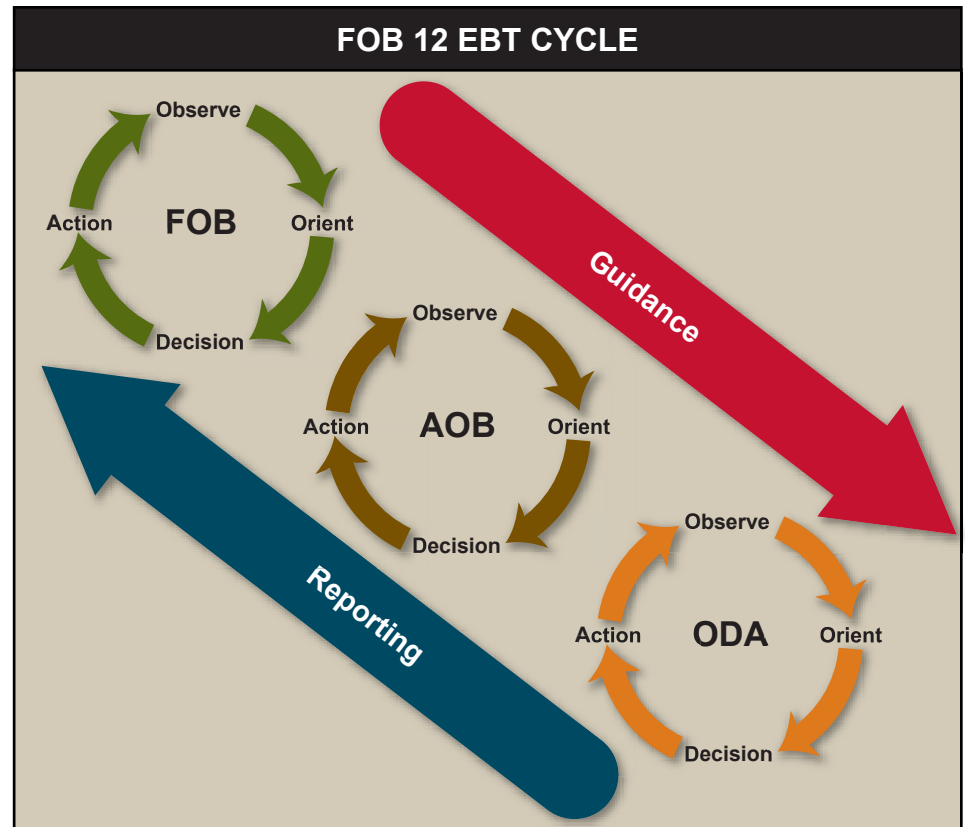 FOB 12 EBT CYCLE
Observe
Action
FOB
Orient
Decision
Guidance
Observe
Action
AOB
Orient
Decision
Reporting
Observe
Action
ODA
Orient
Decision